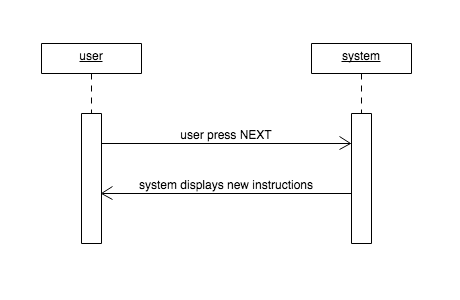 user
system
user press NEXT
system displays new instructions